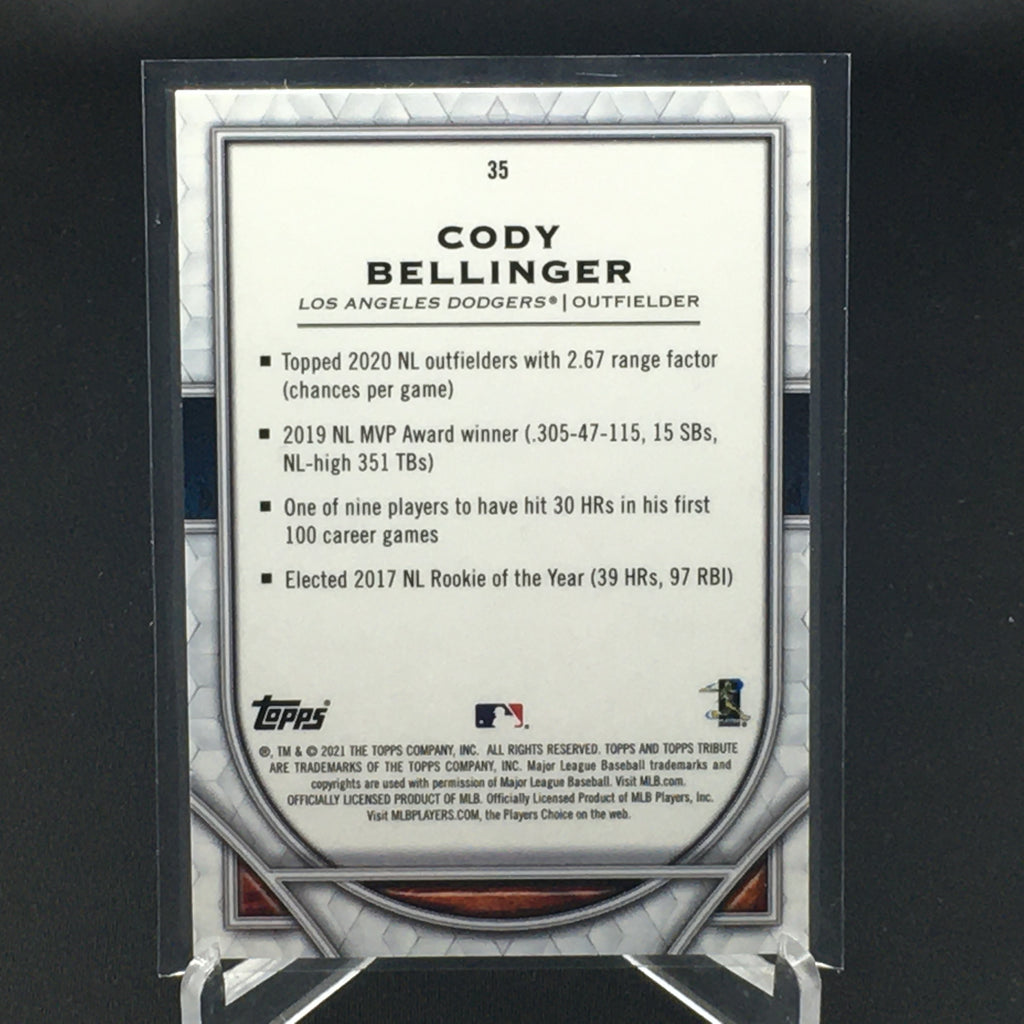 35
CODY
BELLINGER
LOS ANGELES DODGERS® | OUTFIELDER
■ Topped 2020 NL outfielders with 2.67 range factor
(chances per game)
■ 2019 NL MVP Award winner (.305-47-115, 15 SBs,
NL-high 351 TBs)
■ One of nine players to have hit 30 HRs in his first
100 career games
■ Elected 2017 NL Rookie of the Year (39 HRs, 97 RBI)
topps®
®, TM & © 2021 THE TOPPS COMPANY, INC. ALL RIGHTS RESERVED. TOPPS AND TOPPS TRIBUTE
ARE TRADEMARKS OF THE TOPPS COMPANY, INC. Major League Baseball trademarks and
copyrights are used with permission of Major League Baseball. Visit MLB.com.
OFFICIALLY LICENSED PRODUCT OF MLB. Officially Licensed Product of MLB Players, Inc.
Visit MLBPLAYERS.COM, the Players Choice on the web.